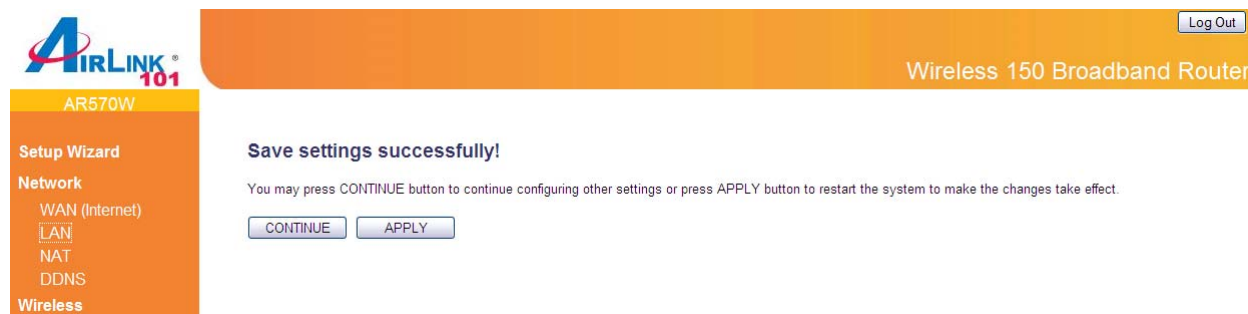 Log Out
AIRLINK ®
101
Wireless 150 Broadband Router
AR570W
Setup Wizard
Network
WAN (Internet)
LAN
NAT
DDNS
Wireless
Save settings successfully!
You may press CONTINUE button to continue configuring other settings or press APPLY button to restart the system to make the changes take effect.
CONTINUE APPLY